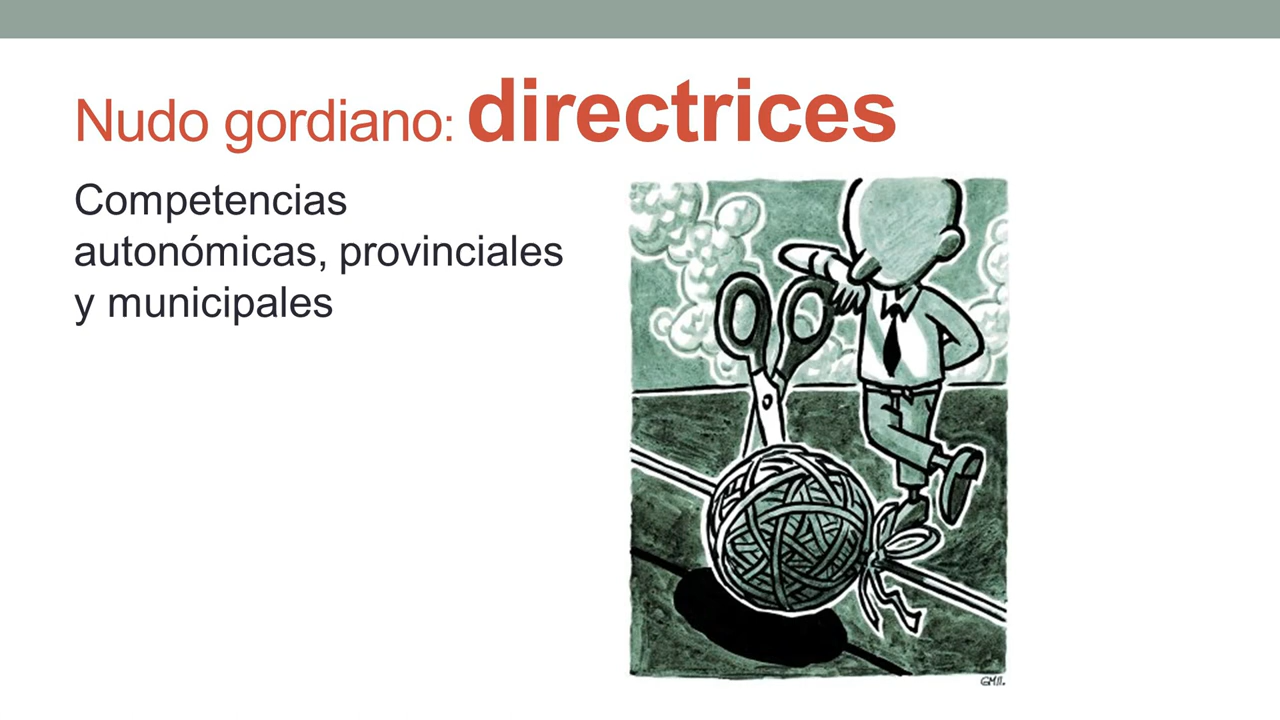 Nudo gordiano: directrices
Competencias
autonómicas, provinciales
y municipales